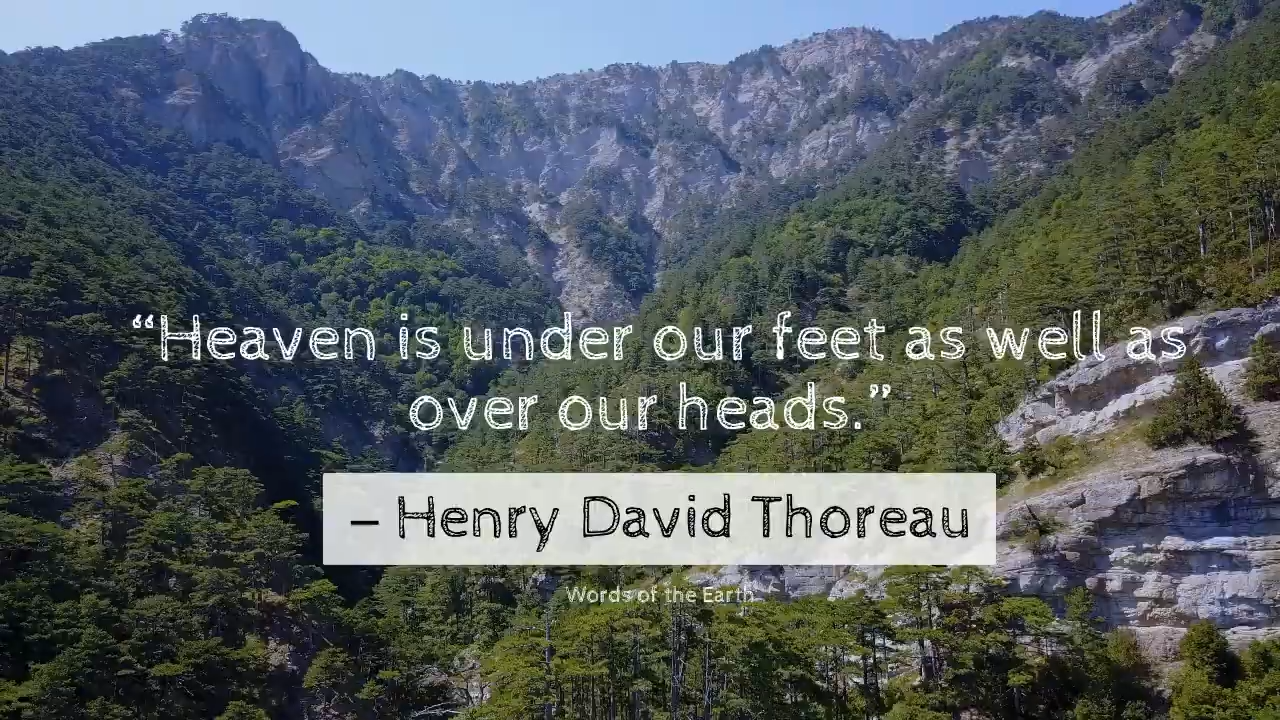 “Heaven is under our feet as well as
over our heads.”
– Henry David Thoreau
Words of the Earth